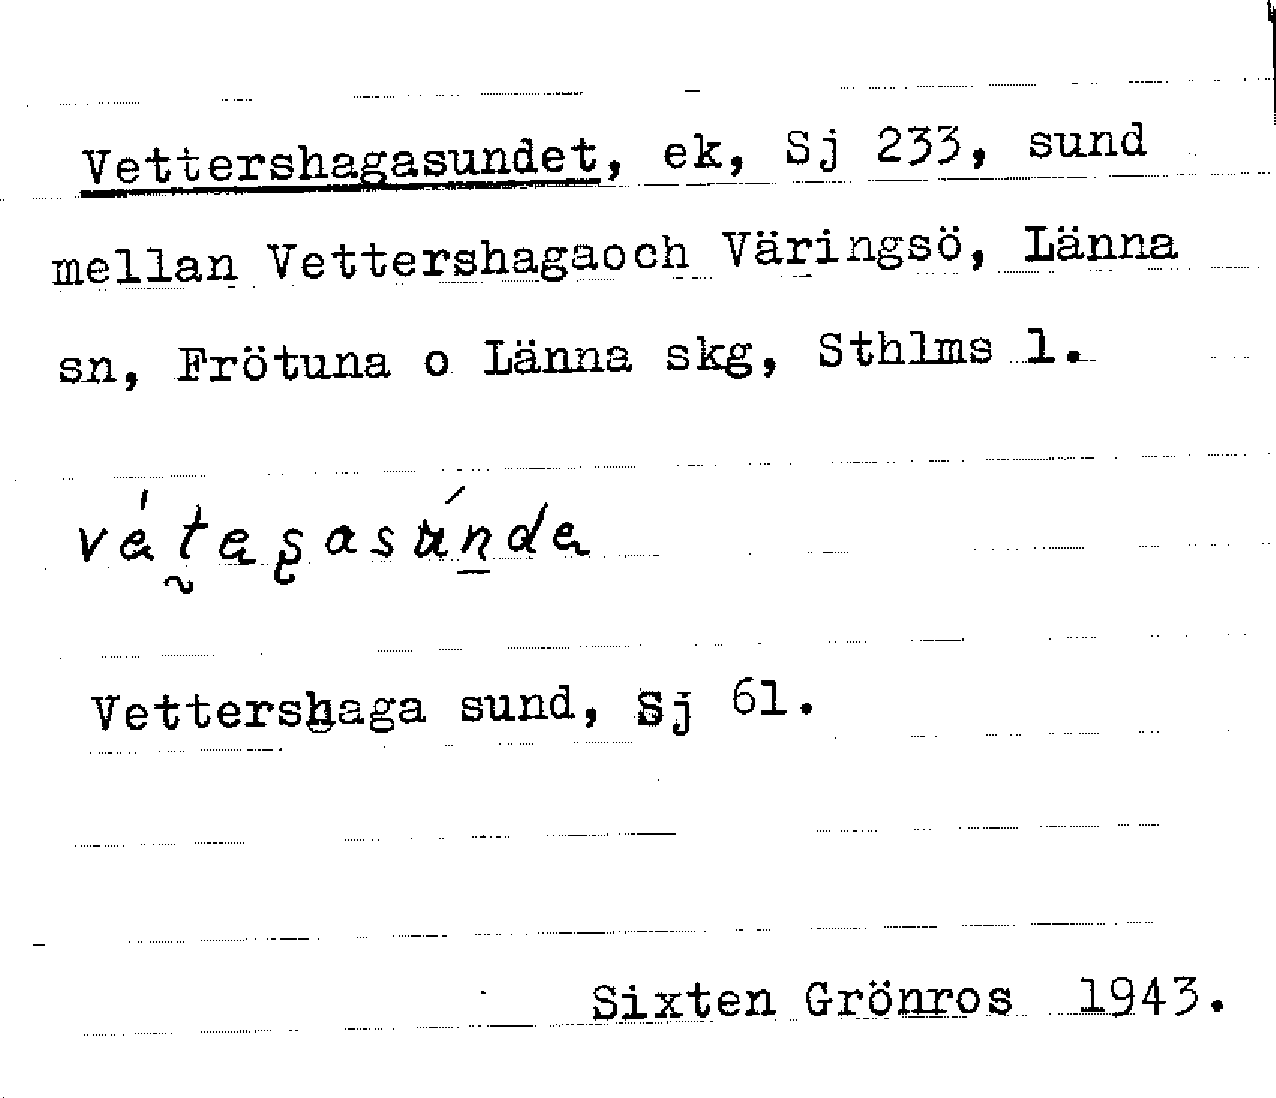 Vettershagasundet, ek, Sj 233, sund
mellan Vettershagaoch Väringsö, Länna
sn, Frötuna o Länna skg, Sthlms l.
Vettershaga sund, Sj 61.
Sixten Grönros 1943.